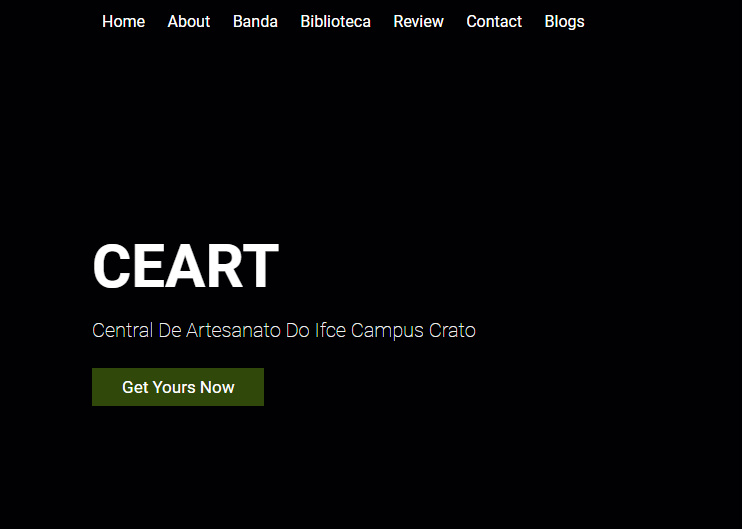 Home About Banda Biblioteca Review Contact Blogs
CEART
Central De Artesanato Do Ifce Campus Crato
Get Yours Now